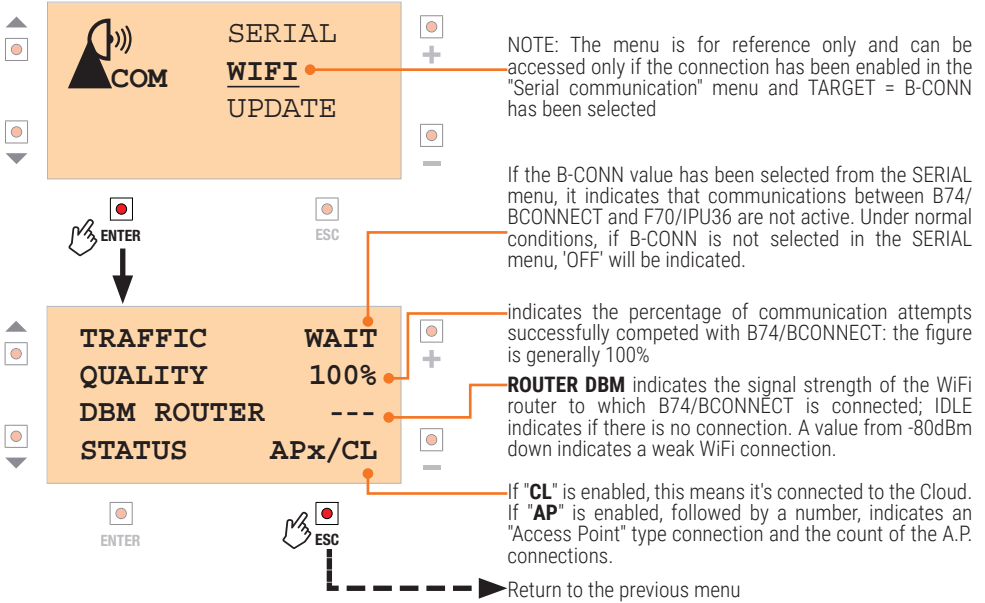 COM
SERIAL
WIFI
UPDATE
+
−
ENTER
ESC
NOTE: The menu is for reference only and can be
accessed only if the connection has been enabled in the
"Serial communication" menu and TARGET = B-CONN
has been selected
If the B-CONN value has been selected from the SERIAL
menu, it indicates that communications between B74/
BCONNECT and F70/IPU36 are not active. Under normal
conditions, if B-CONN is not selected in the SERIAL
menu, 'OFF' will be indicated.
TRAFFIC WAIT
QUALITY 100%
DBM ROUTER ---
STATUS APx/CL
+
−
ENTER
ESC
indicates the percentage of communication attempts
successfully competed with B74/BCONNECT: the figure
is generally 100%
ROUTER DBM indicates the signal strength of the WiFi
router to which B74/BCONNECT is connected; IDLE
indicates if there is no connection. A value from -80dBm
down indicates a weak WiFi connection.
If "CL" is enabled, this means it's connected to the Cloud.
If "AP" is enabled, followed by a number, indicates an
"Access Point" type connection and the count of the A.P.
connections.
Return to the previous menu